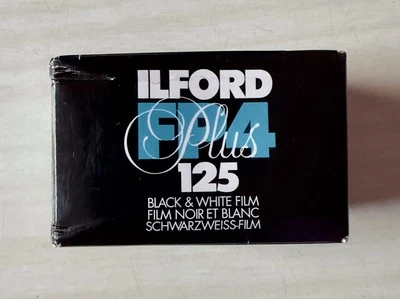 ILFORD
FP4
Plus
125
BLACK & WHITE FILM
FILM NOIR ET BLANC
SCHWARZWEISS-FILM